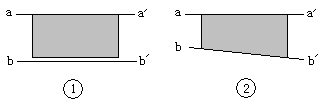 a a´ a a´
b b´ b b´
① ②